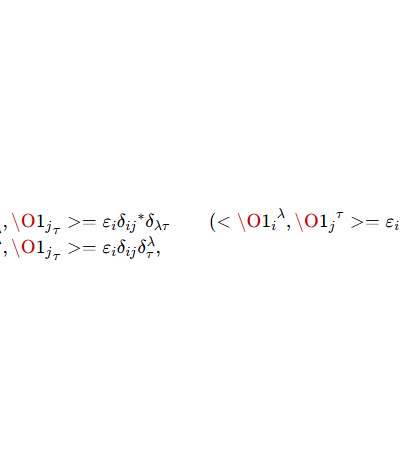 , \O1_{j_τ} >= ε_i δ_{ij}{}^* δ_{λτ} (< \O1_i{}^λ, \O1_j{}^τ >= ε_i
, \O1_{j_τ} >= ε_i δ_{ij} δ_τ^λ,